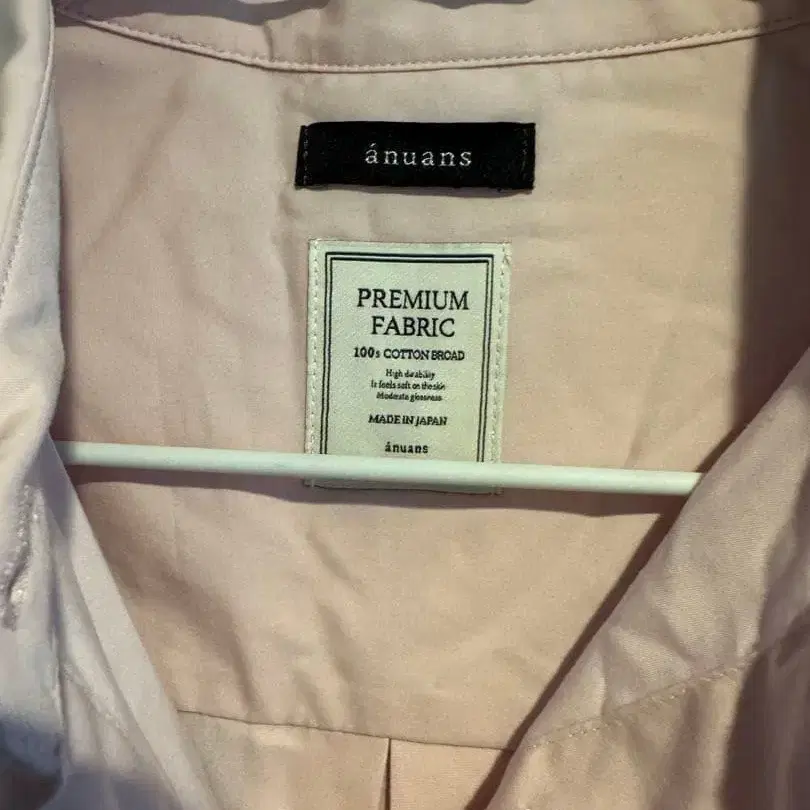 ánuans
PREMIUM
FABRIC
100s COTTON BROAD
High durability
It feels soft on the skin
Moderate glossiness
MADE IN JAPAN
ánuans